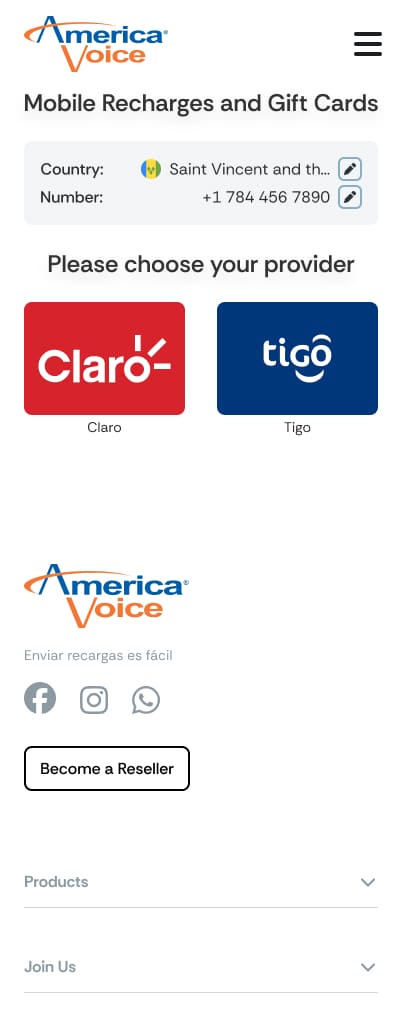 America®
Voice
Mobile Recharges and Gift Cards
Country: Saint Vincent and th...
Number: +1 784 456 7890
Please choose your provider
Claro
tigo
Claro
Tigo
America®
Voice
Enviar recargas es fácil
Become a Reseller
Products
Join Us